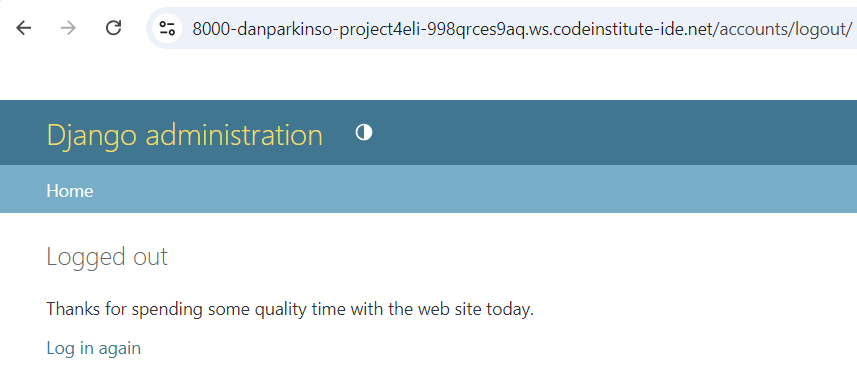 8000-danparkinso-project4eli-998qrces9aq.ws.codeinstitute-ide.net/accounts/logout/
Django administration
Home
Logged out
Thanks for spending some quality time with the web site today.
Log in again